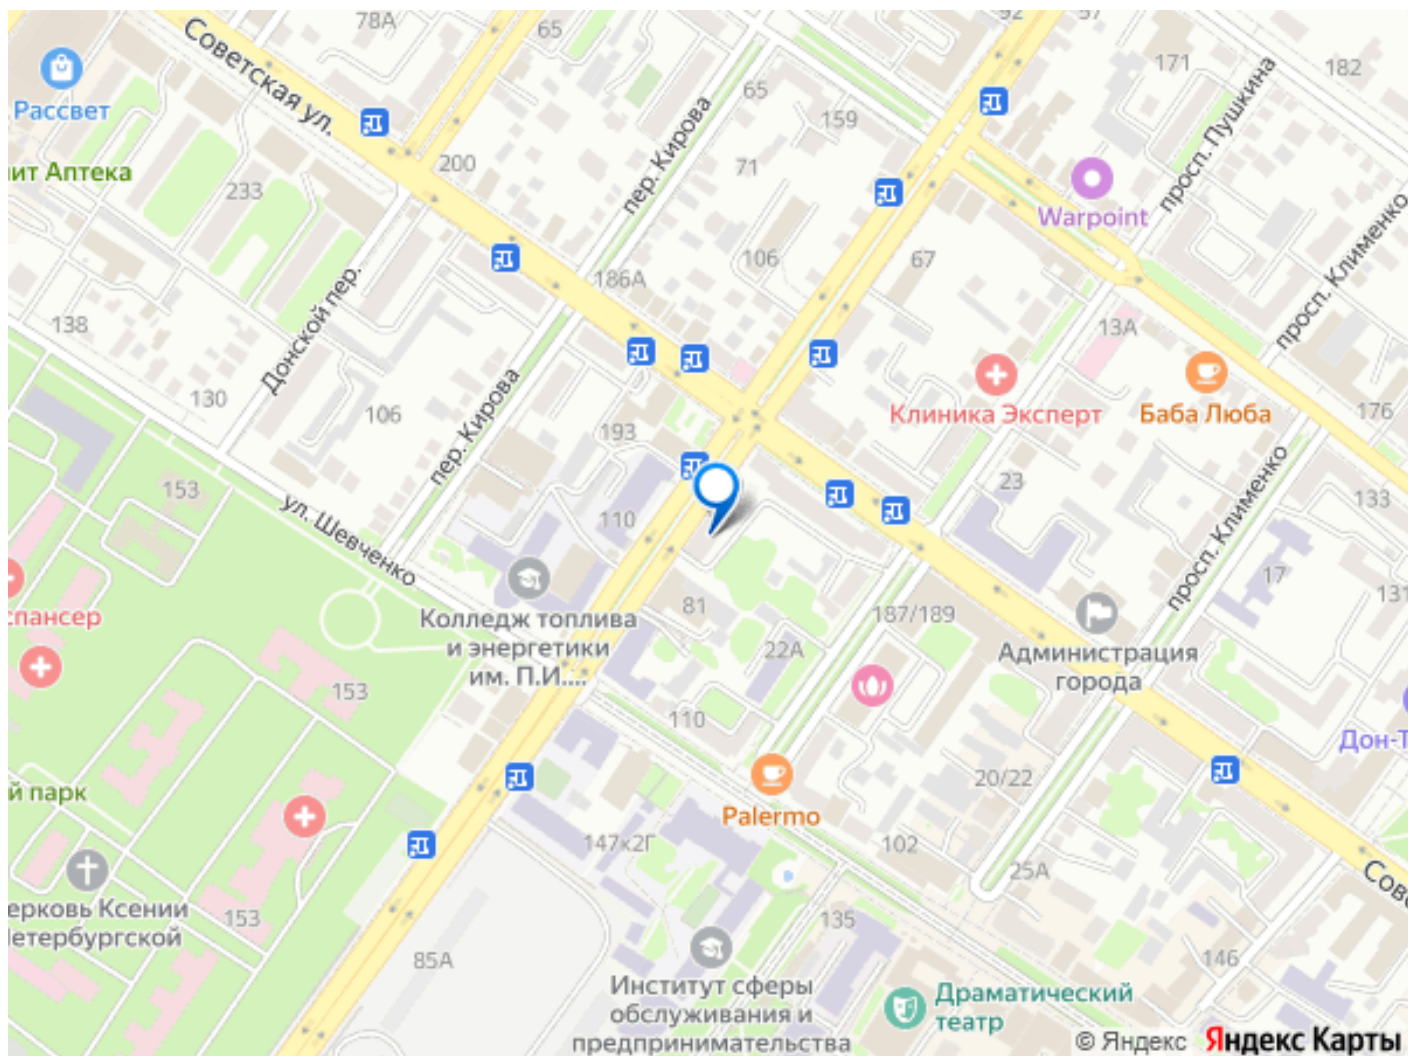 78А
65
92
57
Советская ул.
171
182
Рассвет
65
159
пер. Кирова
просп. Пушкина
ит Аптека
200
71
233
Warpoint
просп. Клименко
106
67
186А
Донской пер.
138
13А
130
106
пер. Кирова
Клиника Эксперт
Баба Люба
176
193
153
ул. Шевченко
110
23
133
просп. Клименко
17
131
спансер
Колледж топлива
и энергетики
им. П.И....
81
187/189
22А
Администрация
города
153
110
Дон-Т
й парк
Palermo
20/22
147к2Г
102
25А
Сове
ерковь Ксении
Петербургской
153
135
85А
146
Институт сферы
обслуживания и
предпринимательства
Драматический
театр
© Яндекс Яндекс Карты